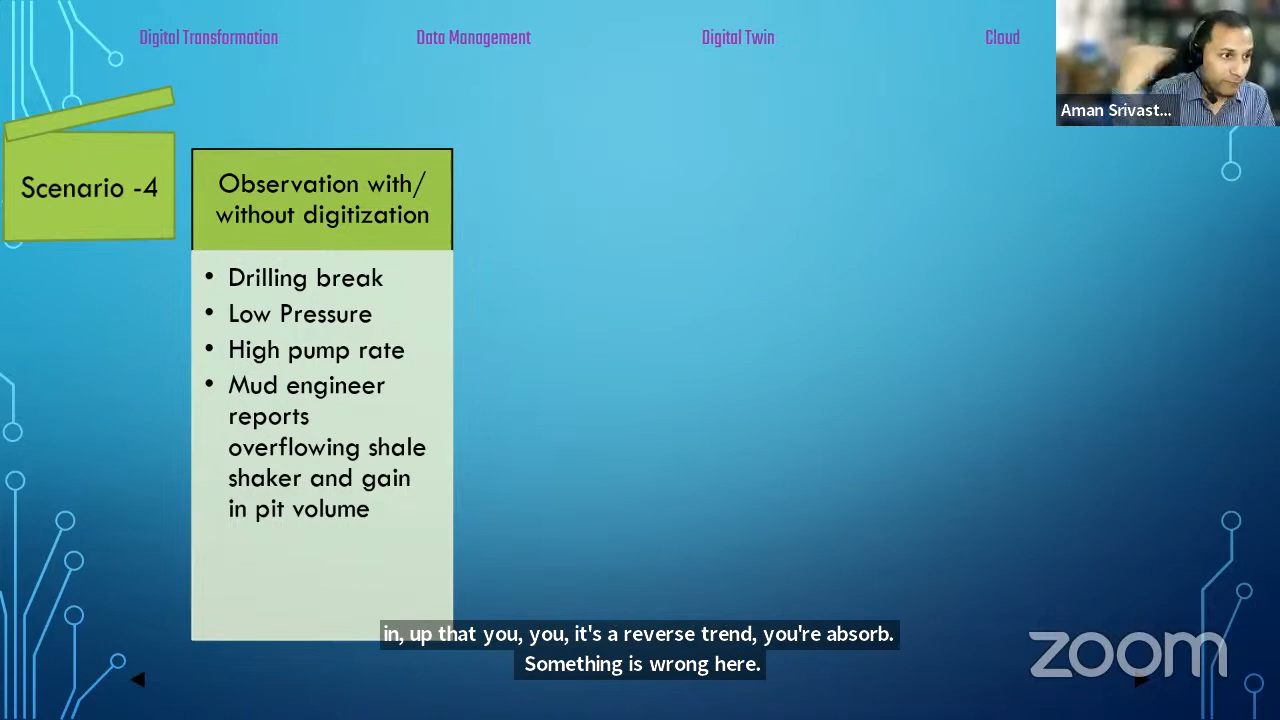 Digital Transformation
Data Management
Digital Twin
Cloud
Aman Srivast...
Scenario -4
Observation with/
without digitization
• Drilling break
• Low Pressure
• High pump rate
• Mud engineer
reports
overflowing shale
shaker and gain
in pit volume
in, up that you, you, it's a reverse trend, you're absorb.
Something is wrong here.
zoom